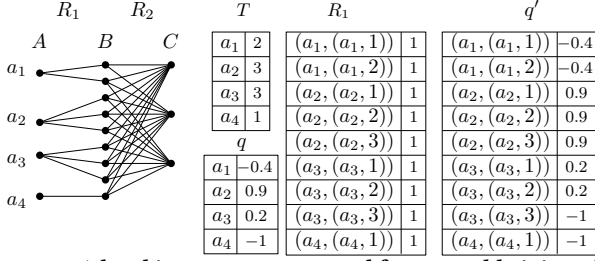 R₁ R₂
A B C
a₁
a₂
a₃
a₄
T
a₁ 2
a₂ 3
a₃ 3
a₄ 1
q
a₁ −0.4
a₂ 0.9
a₃ 0.2
a₄ −1
R₁
(a₁, (a₁, 1)) 1
(a₁, (a₁, 2)) 1
(a₂, (a₂, 1)) 1
(a₂, (a₂, 2)) 1
(a₂, (a₂, 3)) 1
(a₃, (a₃, 1)) 1
(a₃, (a₃, 2)) 1
(a₃, (a₃, 3)) 1
(a₄, (a₄, 1)) 1
q′
(a₁, (a₁, 1)) −0.4
(a₁, (a₁, 2)) −0.4
(a₂, (a₂, 1)) 0.9
(a₂, (a₂, 2)) 0.9
(a₂, (a₂, 3)) 0.9
(a₃, (a₃, 1)) 0.2
(a₃, (a₃, 2)) 0.2
(a₃, (a₃, 3)) −1
(a₄, (a₄, 1)) −1